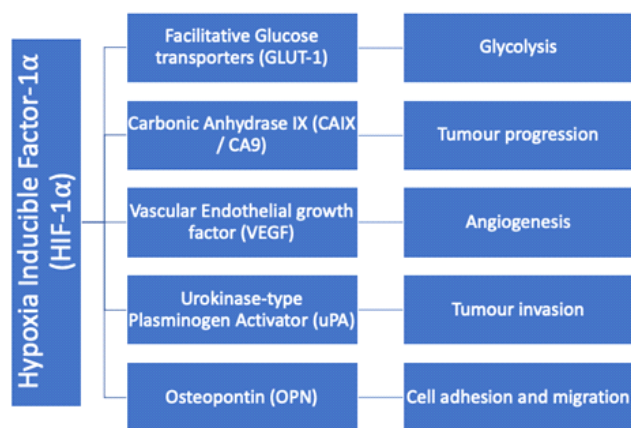 Hypoxia Inducible Factor-1α
(HIF-1α)
Facilitative Glucose
transporters (GLUT-1)
Glycolysis
Carbonic Anhydrase IX (CAIX
/ CA9)
Tumour progression
Vascular Endothelial growth
factor (VEGF)
Angiogenesis
Urokinase-type
Plasminogen Activator (uPA)
Tumour invasion
Osteopontin (OPN)
Cell adhesion and migration